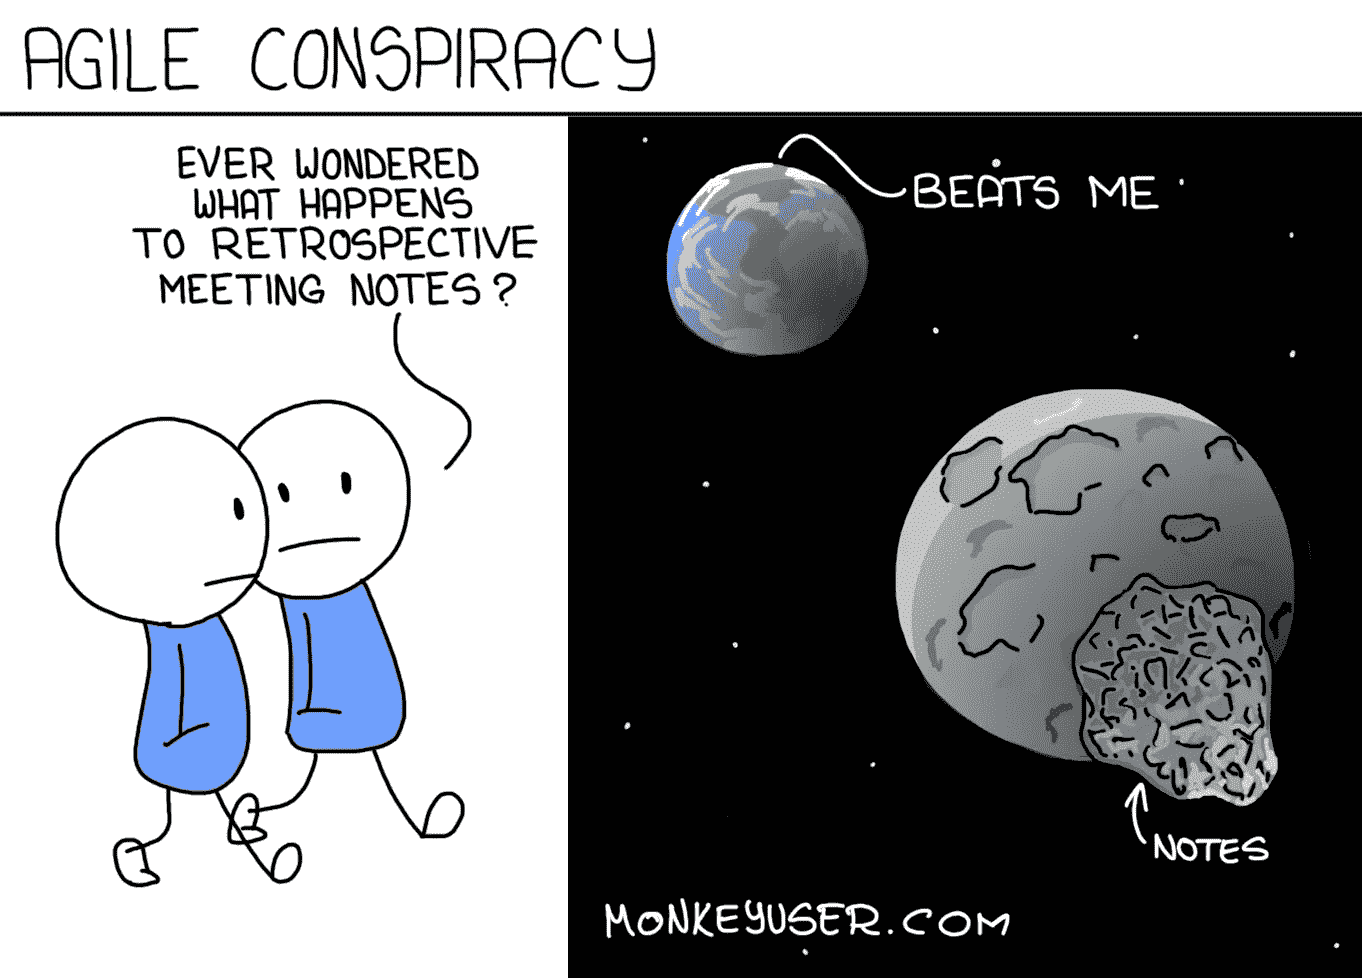 AGILE CONSPIRACY
EVER WONDERED
WHAT HAPPENS
TO RETROSPECTIVE
MEETING NOTES?
BEATS ME
NOTES
MONKEYUSER.COM